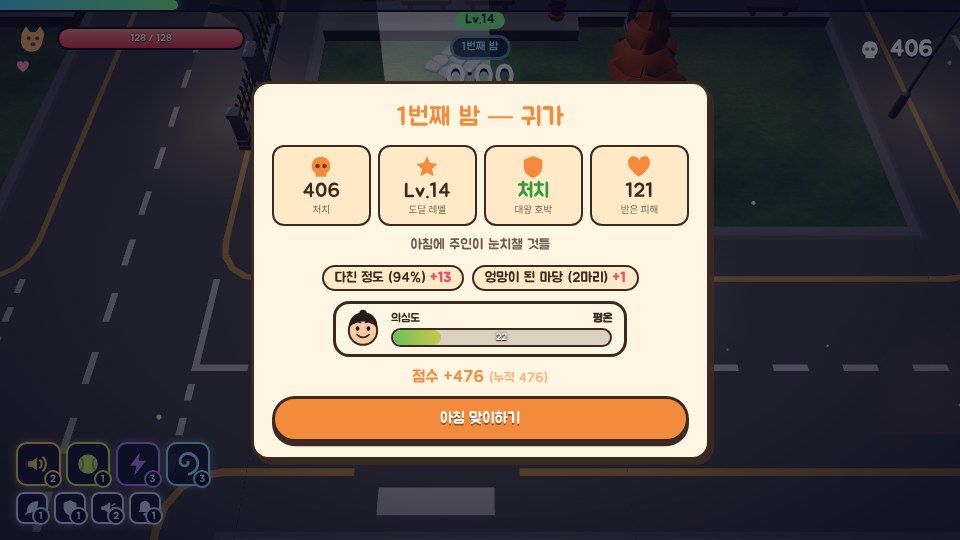 Lv.14
128 / 128
1번째 밤
0:00
406
1번째 밤 — 귀가
406
처치
Lv.14
도달 레벨
처치
대왕 호박
121
받은 피해
아침에 주인이 눈치챌 것들
다친 정도 (94%) +13
엉망이 된 마당 (2마리) +1
의심도
평온
22
점수 +476 (누적 476)
아침 맞이하기
2
1
3
3
1
1
2
1